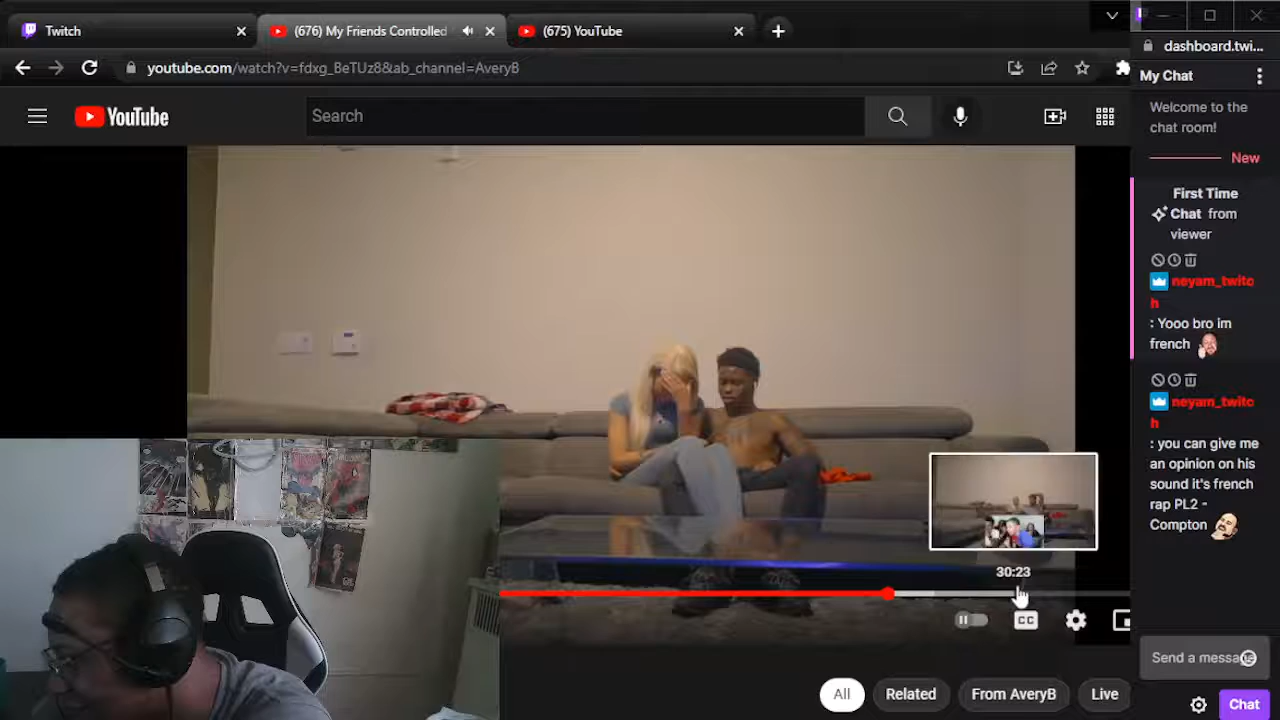 Twitch
(676) My Friends Controlled
(675) YouTube
youtube.com/watch?v=fdxg_BeTUz8&ab_channel=AveryB
dashboard.twi...
YouTube
Search
My Chat
Welcome to the
chat room!
New
First Time
Chat from
viewer
neyam_twitc
h
: Yooo bro im
french
neyam_twitc
h
: you can give me
an opinion on his
sound it's french
rap PL2 -
Compton
30:23
CC
Send a message
All
Related
From AveryB
Live
Chat